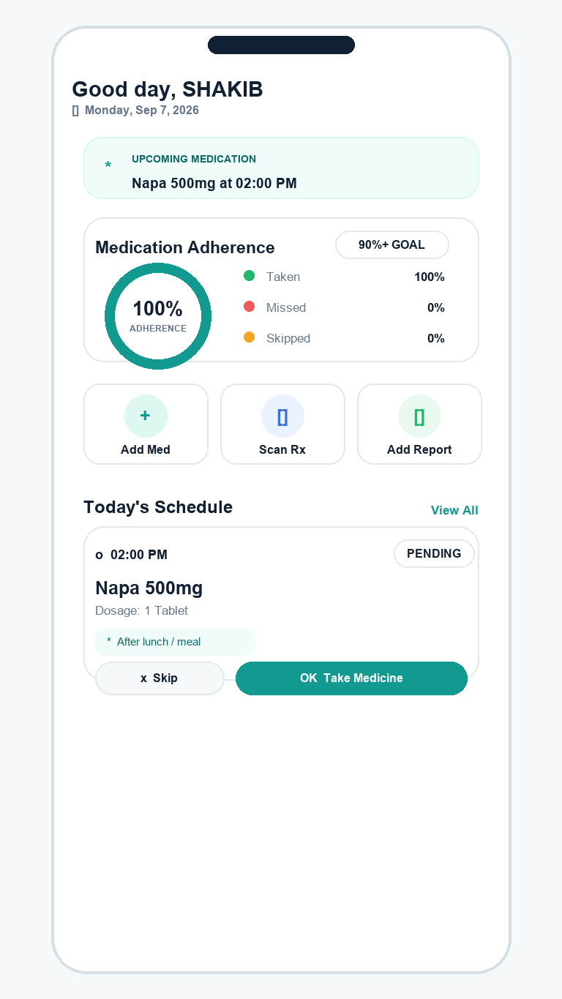 Good day, SHAKIB
[] Monday, Sep 7, 2026
UPCOMING MEDICATION
* Napa 500mg at 02:00 PM
Medication Adherence
90%+ GOAL
100%
ADHERENCE
Taken 100%
Missed 0%
Skipped 0%
+ [] []
Add Med Scan Rx Add Report
Today's Schedule View All
o 02:00 PM PENDING
Napa 500mg
Dosage: 1 Tablet
* After lunch / meal
x Skip OK Take Medicine